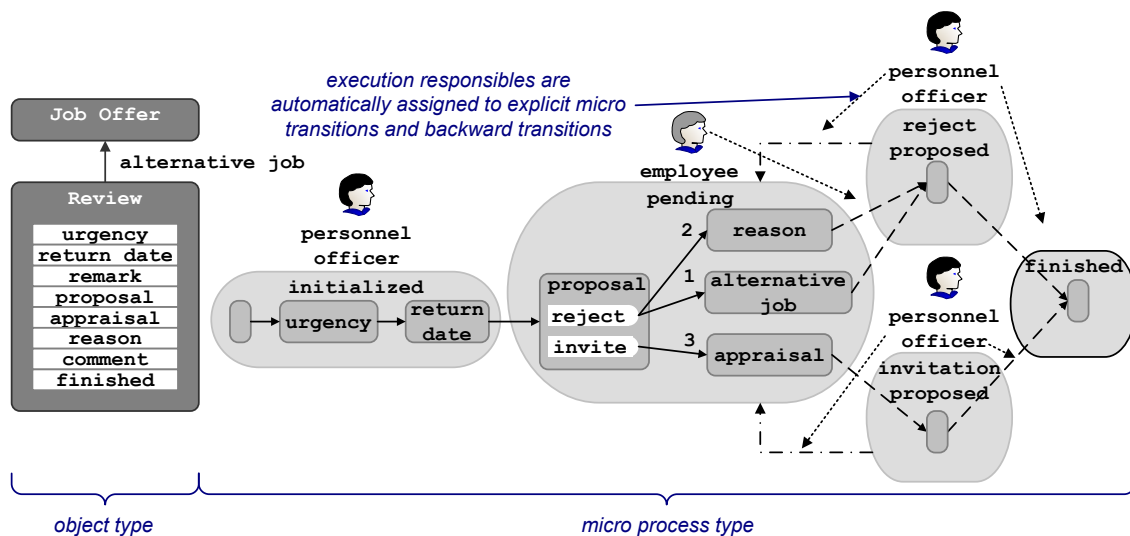 execution responsibles are
automatically assigned to explicit micro
transitions and backward transitions
personnel
officer
Job Offer
alternative job
Review
urgency
return date
remark
proposal
appraisal
reason
comment
finished
personnel
officer
initialized
urgency
return
date
employee
pending
proposal
reject
invite
2
reason
1
alternative
job
3
appraisal
reject
proposed
finished
personnel
officer
invitation
proposed
object type
micro process type